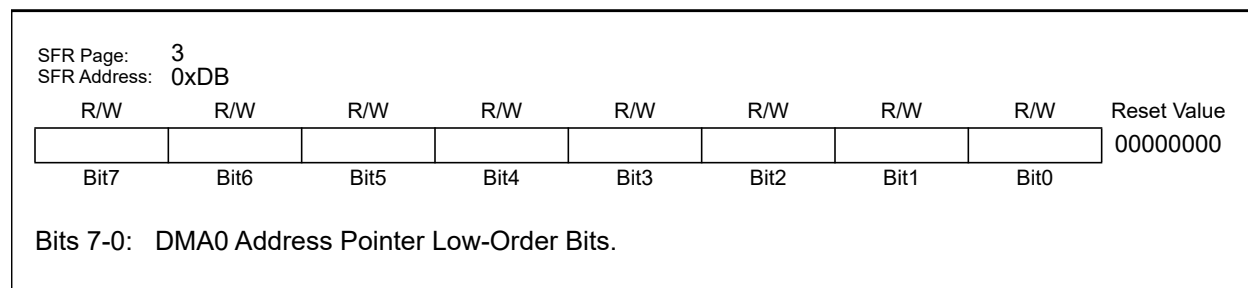 SFR Page: 3
SFR Address: 0xDB
R/W R/W R/W R/W R/W R/W R/W R/W Reset Value
00000000
Bit7 Bit6 Bit5 Bit4 Bit3 Bit2 Bit1 Bit0
Bits 7-0: DMA0 Address Pointer Low-Order Bits.